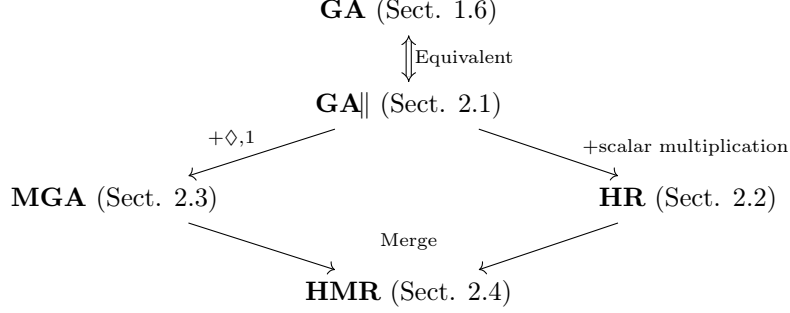 GA (Sect. 1.6)
Equivalent
GA∥ (Sect. 2.1)
+◊,1
+scalar multiplication
MGA (Sect. 2.3)
HR (Sect. 2.2)
Merge
HMR (Sect. 2.4)